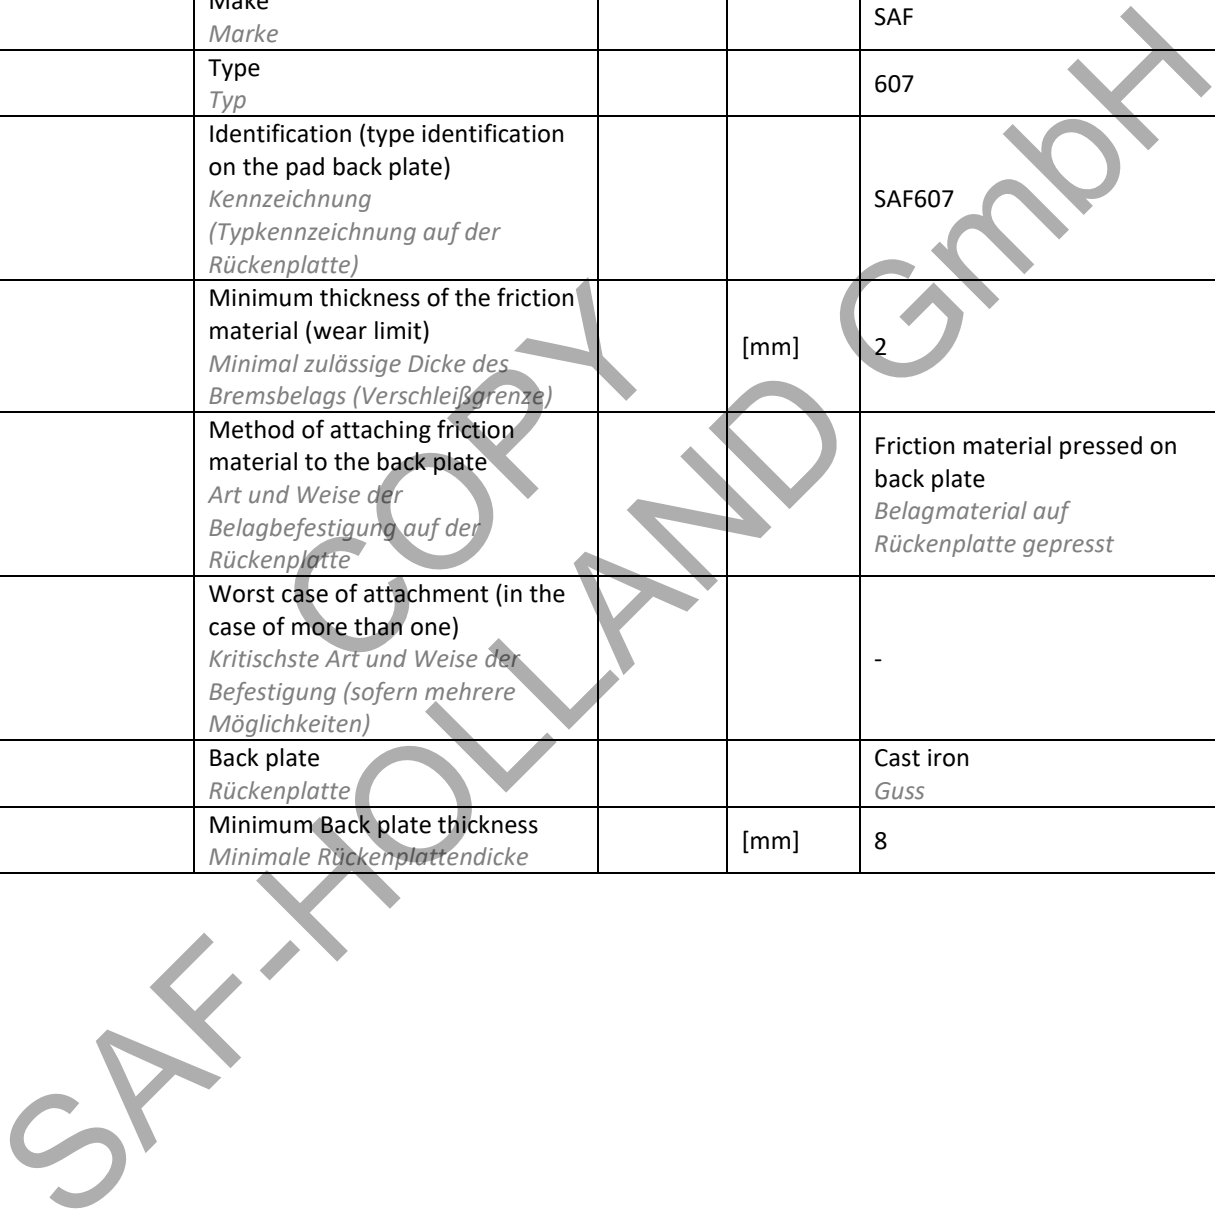 Make
Marke
SAF
Type
Typ
607
Identification (type identification
on the pad back plate)
Kennzeichnung
(Typkennzeichnung auf der
Rückenplatte)
SAF607
Minimum thickness of the friction
material (wear limit)
Minimal zulässige Dicke des
Bremsbelags (Verschleißgrenze)
[mm]
2
Method of attaching friction
material to the back plate
Art und Weise der
Belagbefestigung auf der
Rückenplatte
Friction material pressed on
back plate
Belagmaterial auf
Rückenplatte gepresst
Worst case of attachment (in the
case of more than one)
Kritischste Art und Weise der
Befestigung (sofern mehrere
Möglichkeiten)
-
Back plate
Rückenplatte
Cast iron
Guss
Minimum Back plate thickness
Minimale Rückenplattendicke
[mm]
8
COPY
SAF-HOLLAND GmbH